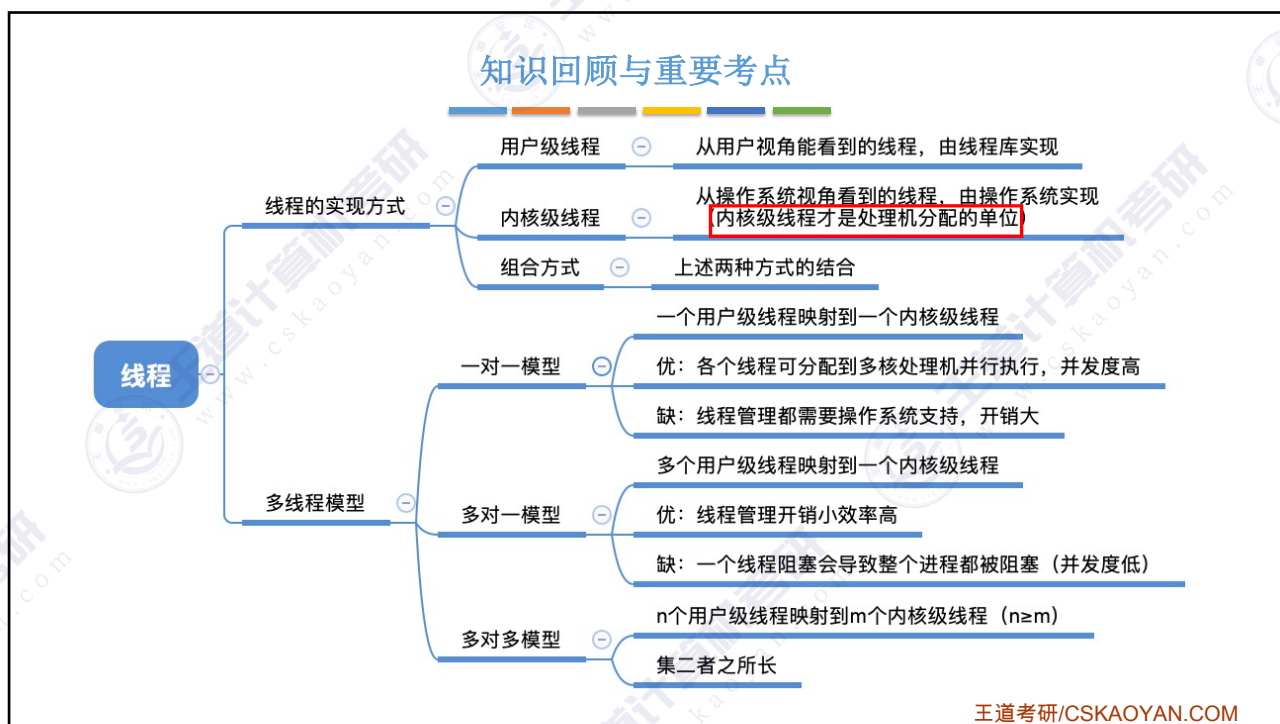 知识回顾与重要考点
线程
线程的实现方式
用户级线程
从用户视角能看到的线程，由线程库实现
内核级线程
从操作系统视角看到的线程，由操作系统实现
（内核级线程才是处理机分配的单位）
组合方式
上述两种方式的结合
多线程模型
一对一模型
一个用户级线程映射到一个内核级线程
优：各个线程可分配到多核处理机并行执行，并发度高
缺：线程管理都需要操作系统支持，开销大
多对一模型
多个用户级线程映射到一个内核级线程
优：线程管理开销小效率高
缺：一个线程阻塞会导致整个进程都被阻塞（并发度低）
多对多模型
n个用户级线程映射到m个内核级线程（n≥m）
集二者之所长
王道考研/CSKAOYAN.COM
王道计算机考研
www.cskaoyan.com